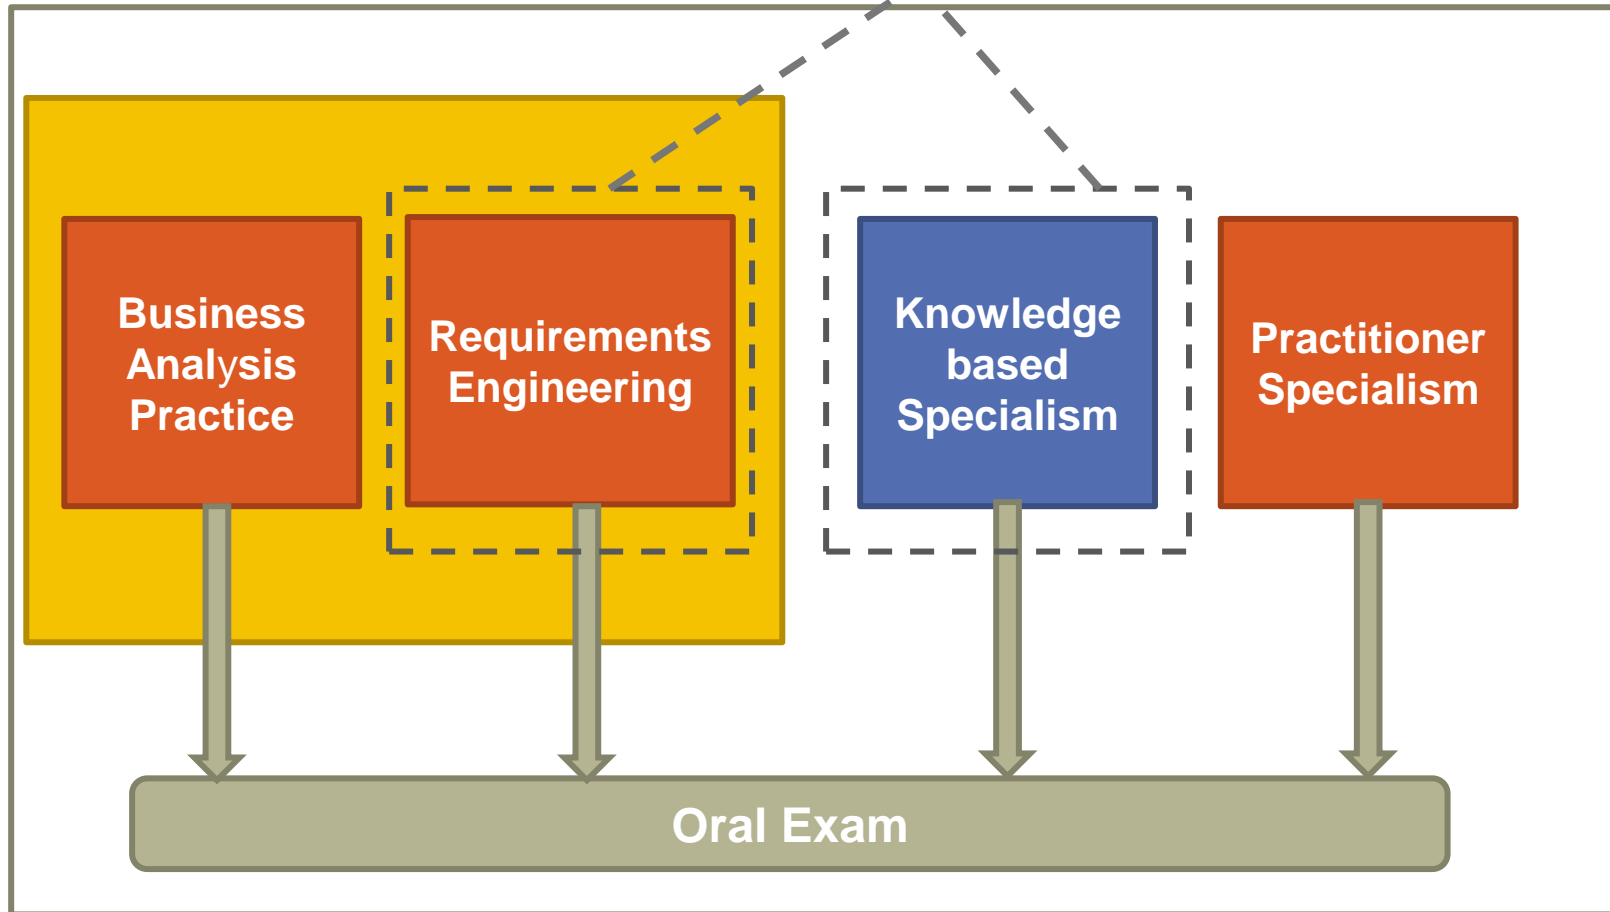 Business
Analysis
Practice
Requirements
Engineering
Knowledge
based
Specialism
Practitioner
Specialism
Oral Exam